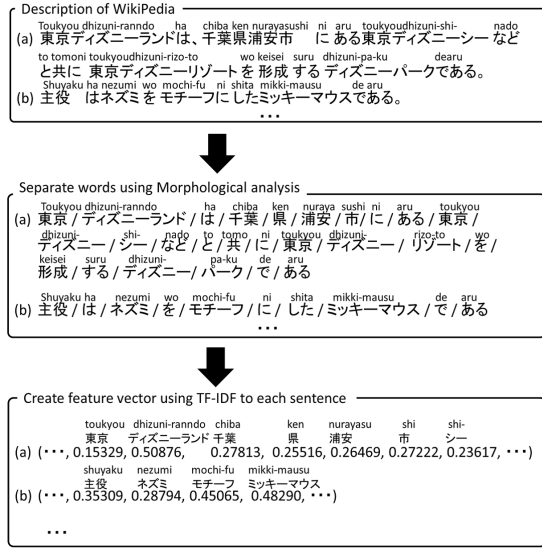 Description of WikiPedia
Toukyou dhizuni-ranndo ha chiba ken nurayasushi ni aru toukyoudhizuni-shi- nado
(a) 東京ディズニーランドは、千葉県浦安市 に ある東京ディズニーシー など
to tomoni toukyoudhizuni-rizo-to wo keisei suru dhizuni-pa-ku dearu
と共に 東京ディズニーリゾート を 形成 する ディズニーパークである。
Shuyaku ha nezumi wo mochi-fu ni shita mikki-mausu de aru
(b) 主役 はネズミ を モチーフにしたミッキーマウスである。
・・・
Separate words using Morphological analysis
Toukyou dhizuni-ranndo ha chiba ken nuraya sushi ni aru toukyou
(a) 東京 / ディズニーランド / は / 千葉 / 県 / 浦安 / 市 / に / ある / 東京 /
dhizuni- shi- nado to tomo ni toukyou dhizuni- rizo-to wo
ディズニー / シー / など / と / 共 / に / 東京 / ディズニー / リゾート / を /
keisei suru dhizuni- pa-ku de aru
形成 / する / ディズニー / パーク / で / ある
Shuyaku ha nezumi wo mochi-fu ni shita mikki-mausu de aru
(b) 主役 / は / ネズミ / を / モチーフ / に / した / ミッキーマウス / で / ある
・・・
Create feature vector using TF-IDF to each sentence
toukyou dhizuni-ranndo chiba ken nurayasu shi shi-
東京 ディズニーランド 千葉 県 浦安 市 シー
(a) (・・・, 0.15329, 0.50876, 0.27813, 0.25516, 0.26469, 0.27222, 0.23617, ・・・)
shuyaku nezumi mochi-fu mikki-mausu
主役 ネズミ モチーフ ミッキーマウス
(b) (・・・, 0.35309, 0.28794, 0.45065, 0.48290, ・・・)
・・・